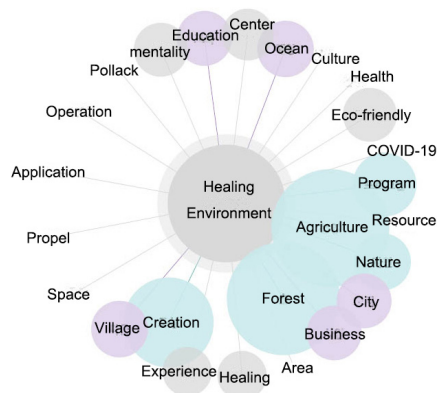 Center
Education
Ocean
mentality
Culture
Pollack
Health
Operation
Eco-friendly
COVID-19
Application
Healing
Environment
Program
Agriculture
Resource
Propel
Nature
Space
Forest
City
Village
Creation
Business
Experience
Healing
Area